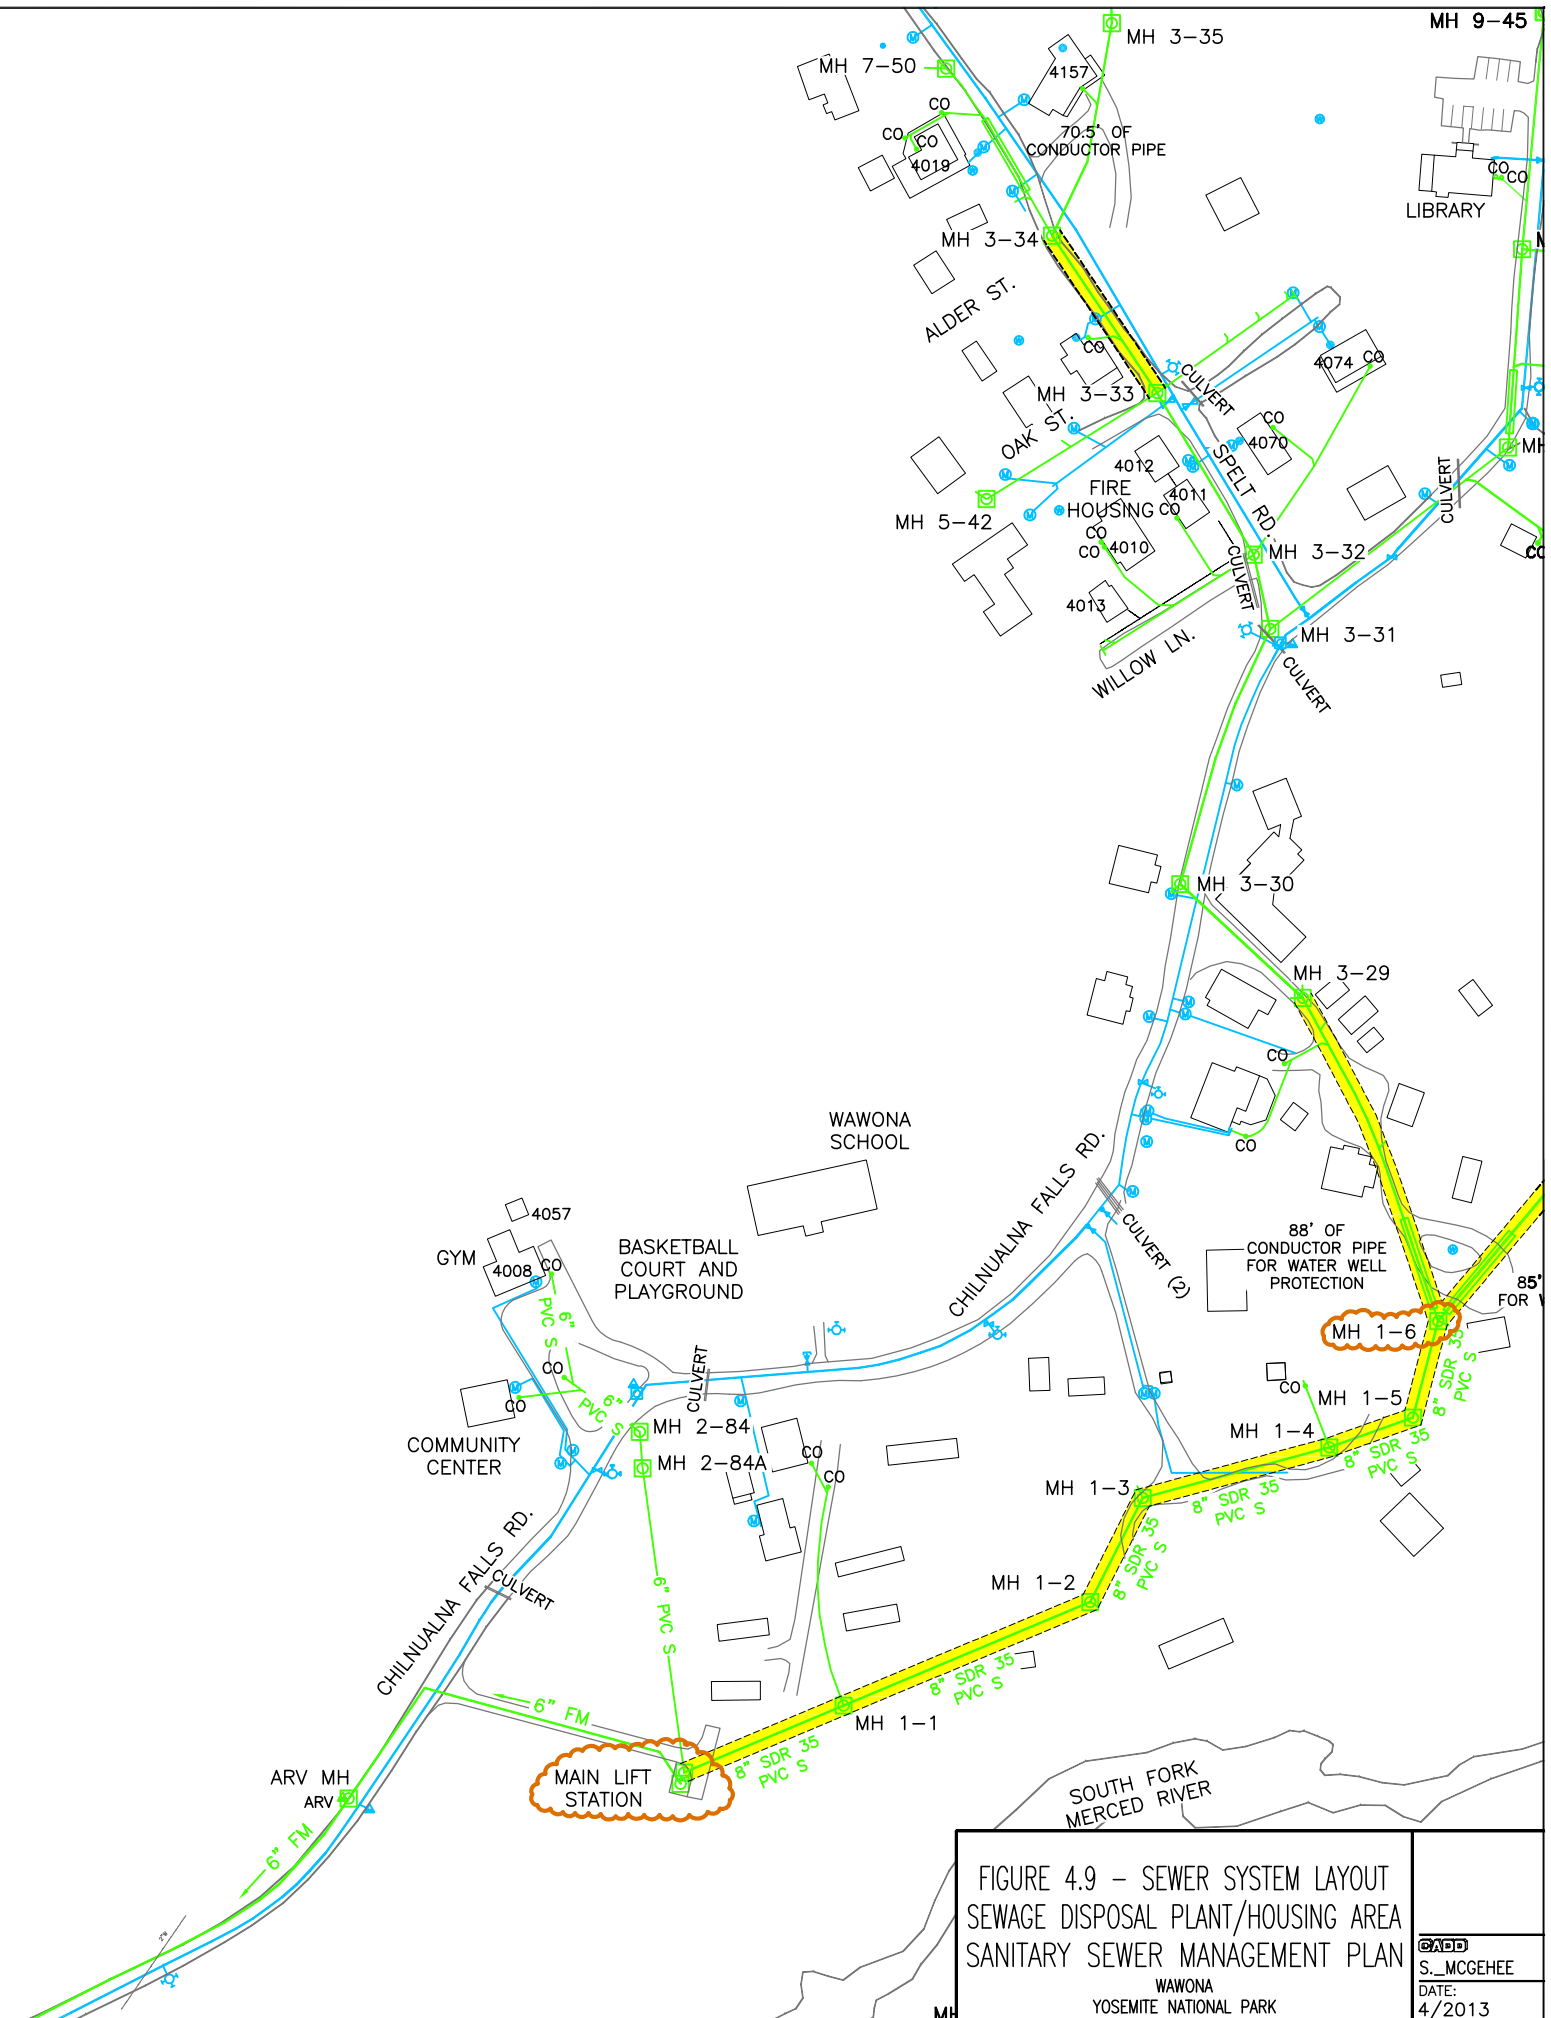 MH 9-45
MH 3-35
MH 7-50
4157
CO
CO
CO
4019
70.5' OF
CONDUCTOR PIPE
CO
CO
LIBRARY
MH 3-34
ALDER ST.
CO
MH 3-33
CULVERT
4074
CO
OAK ST.
CO
4070
SPELT RD.
4012
FIRE
HOUSING
4011
CO
CULVERT
MH
MH 5-42
CO
CO
4010
MH 3-32
CULVERT
CO
4013
MH 3-31
WILLOW LN.
CULVERT
MH 3-30
MH 3-29
CO
CO
WAWONA
SCHOOL
CHILNUALNA FALLS RD.
CULVERT (2)
4057
GYM
4008
CO
BASKETBALL
COURT AND
PLAYGROUND
88' OF
CONDUCTOR PIPE
FOR WATER WELL
PROTECTION
85'
FOR W
6"
PVC S
MH 1-6
8" SDR 35
PVC S
CO
CO
6"
PVC S
CULVERT
CO
MH 1-5
MH 2-84
MH 1-4
8" SDR 35
PVC S
COMMUNITY
CENTER
MH 2-84A
CO
CO
MH 1-3
8" SDR 35
PVC S
CHILNUALNA FALLS RD.
CULVERT
MH 1-2
8" SDR 35
PVC S
6" PVC S
8" SDR 35
PVC S
6" FM
MH 1-1
8" SDR 35
PVC S
MAIN LIFT
STATION
ARV MH
ARV
6" FM
SOUTH FORK
MERCED RIVER
FIGURE 4.9 - SEWER SYSTEM LAYOUT
SEWAGE DISPOSAL PLANT/HOUSING AREA
SANITARY SEWER MANAGEMENT PLAN
WAWONA
YOSEMITE NATIONAL PARK
CADD
S._MCGEHEE
DATE:
4/2013
MH